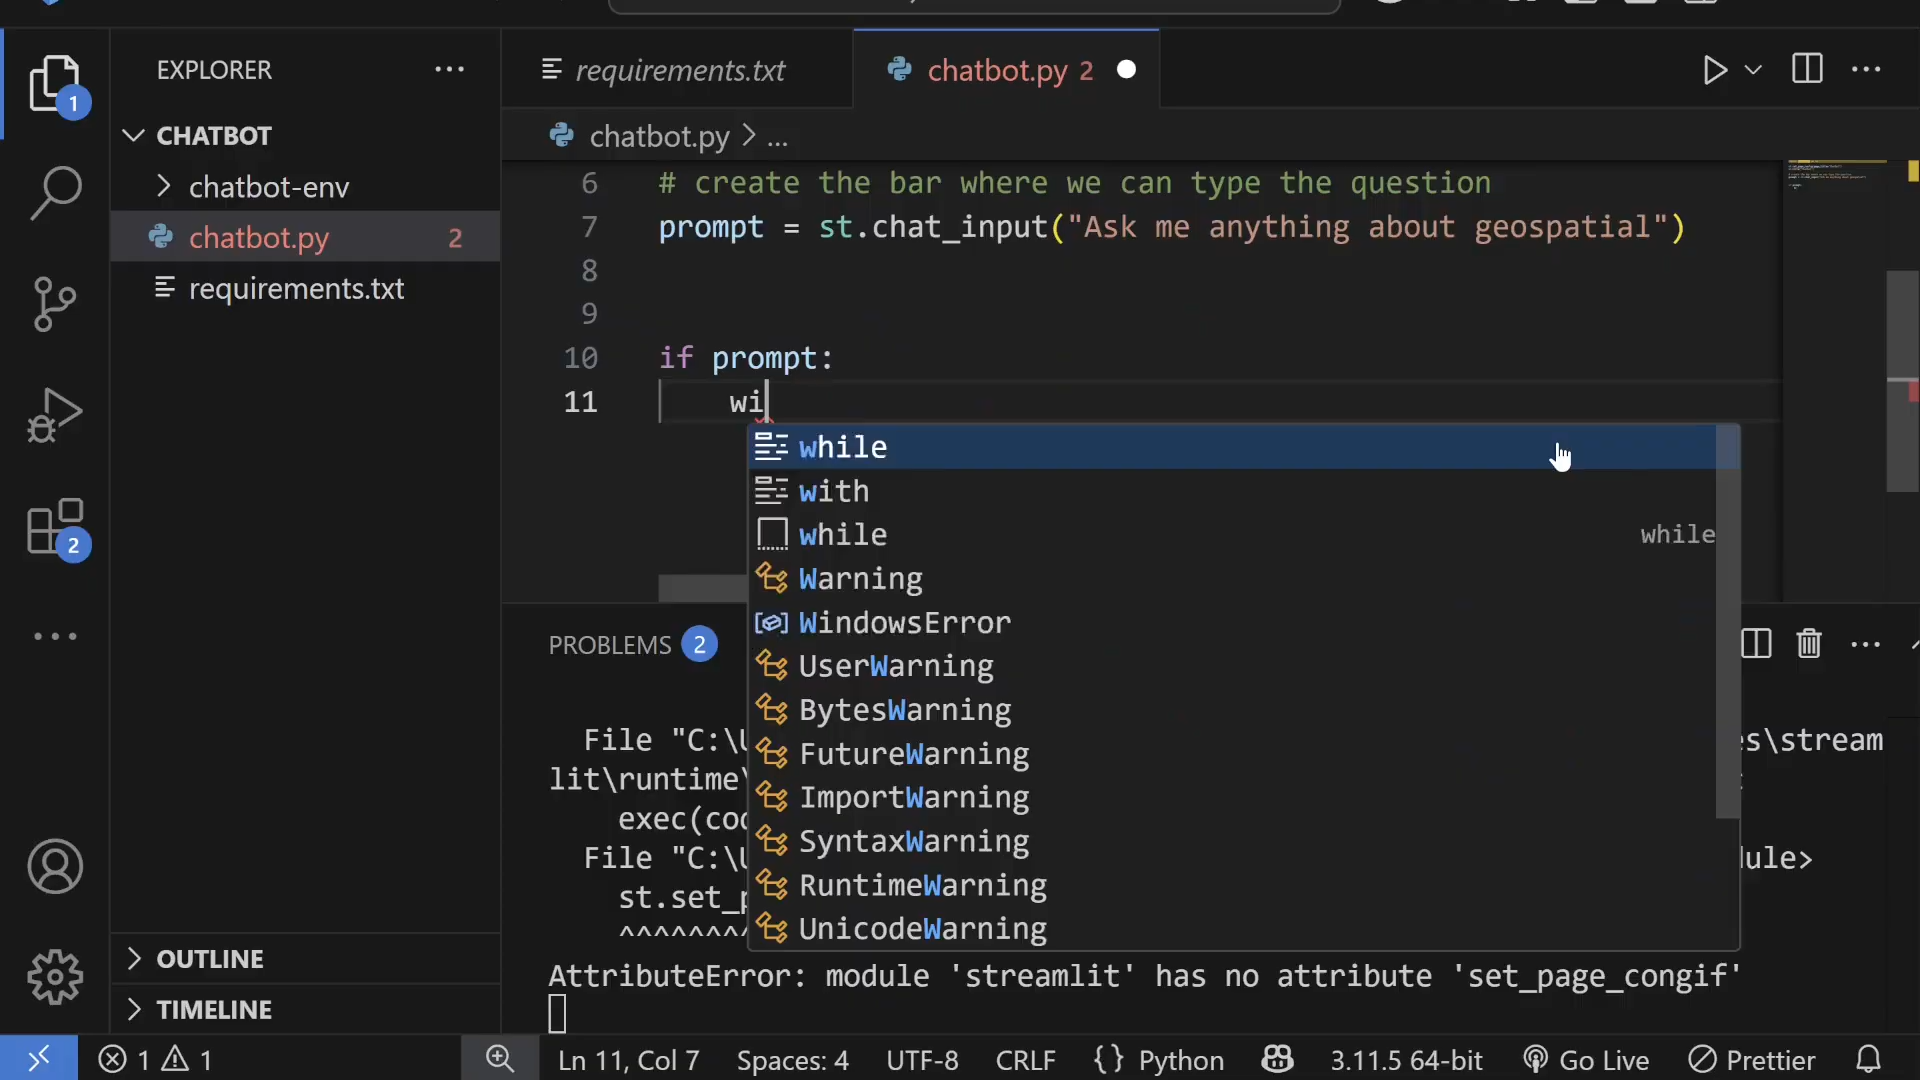 EXPLORER
requirements.txt
chatbot.py 2
1
CHATBOT
chatbot.py > ...
chatbot-env
chatbot.py 2
requirements.txt
6 # create the bar where we can type the question
7 prompt = st.chat_input("Ask me anything about geospatial")
8
9
10 if prompt:
11 wi
while
with
while while
Warning
WindowsError
UserWarning
BytesWarning
FutureWarning
ImportWarning
SyntaxWarning
RuntimeWarning
UnicodeWarning
2
PROBLEMS 2
File "C:\
lit\runtime\
exec(
File "C:\
st.set_
^^^^^^^
s\stream
ule>
AttributeError: module 'streamlit' has no attribute 'set_page_congif'
OUTLINE
TIMELINE
1 1
Ln 11, Col 7 Spaces: 4 UTF-8 CRLF {} Python 3.11.5 64-bit Go Live Prettier